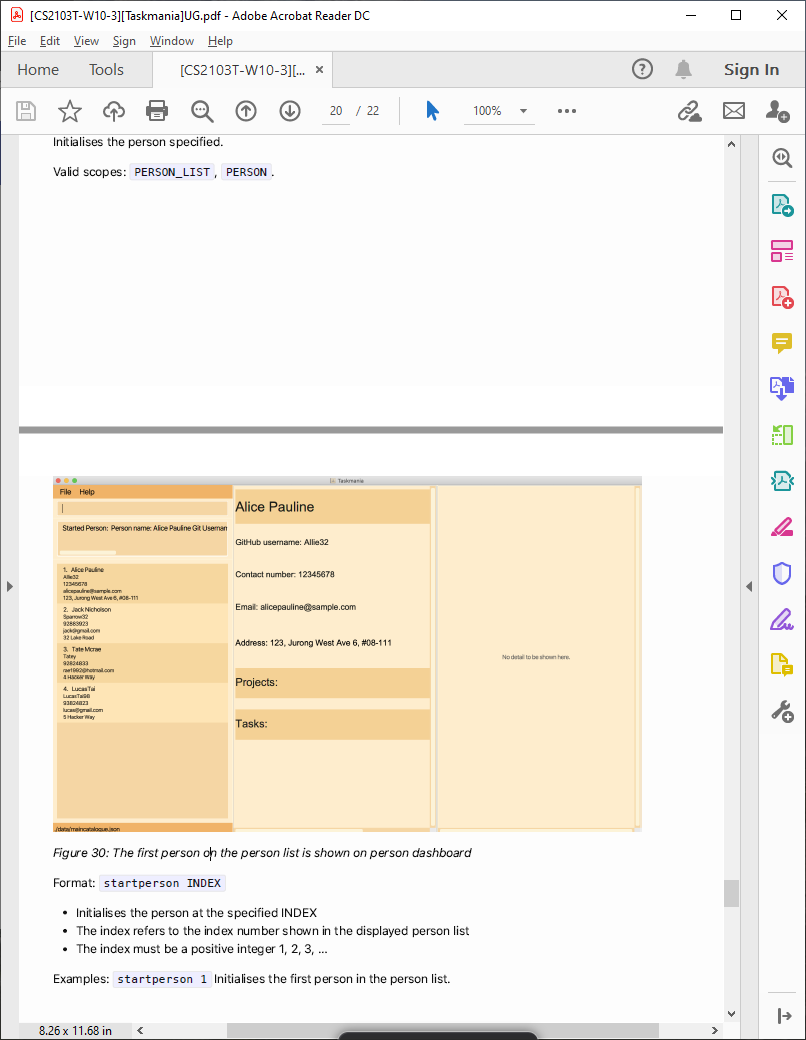 [CS2103T-W10-3][Taskmania]UG.pdf - Adobe Acrobat Reader DC
File Edit View Sign Window Help
Home Tools [CS2103T-W10-3][... × Sign In
20 / 22 100%
Initialises the person specified.
Valid scopes: PERSON_LIST, PERSON.
Taskmania
File Help
Started Person: Person name: Alice Pauline Git Usernam
1. Alice Pauline
Allie32
12345678
alicepauline@sample.com
123, Jurong West Ave 6, #08-111
2. Jack Nicholson
Sparrow32
92883923
jack@gmail.com
32 Lake Road
3. Tate Mcrae
Tatey
92824833
me1992@hotmail.com
4 Hacker Way
4. LucasTai
LucasTai98
93824823
lucas@gmail.com
5 Hacker Way
./data/maincatalogue.json
Alice Pauline
GitHub username: Allie32
Contact number: 12345678
Email: alicepauline@sample.com
Address: 123, Jurong West Ave 6, #08-111
Projects:
Tasks:
No detail to be shown here.
Figure 30: The first person on the person list is shown on person dashboard
Format: startperson INDEX
• Initialises the person at the specified INDEX
• The index refers to the index number shown in the displayed person list
• The index must be a positive integer 1, 2, 3, …
Examples: startperson 1 Initialises the first person in the person list.
8.26 x 11.68 in